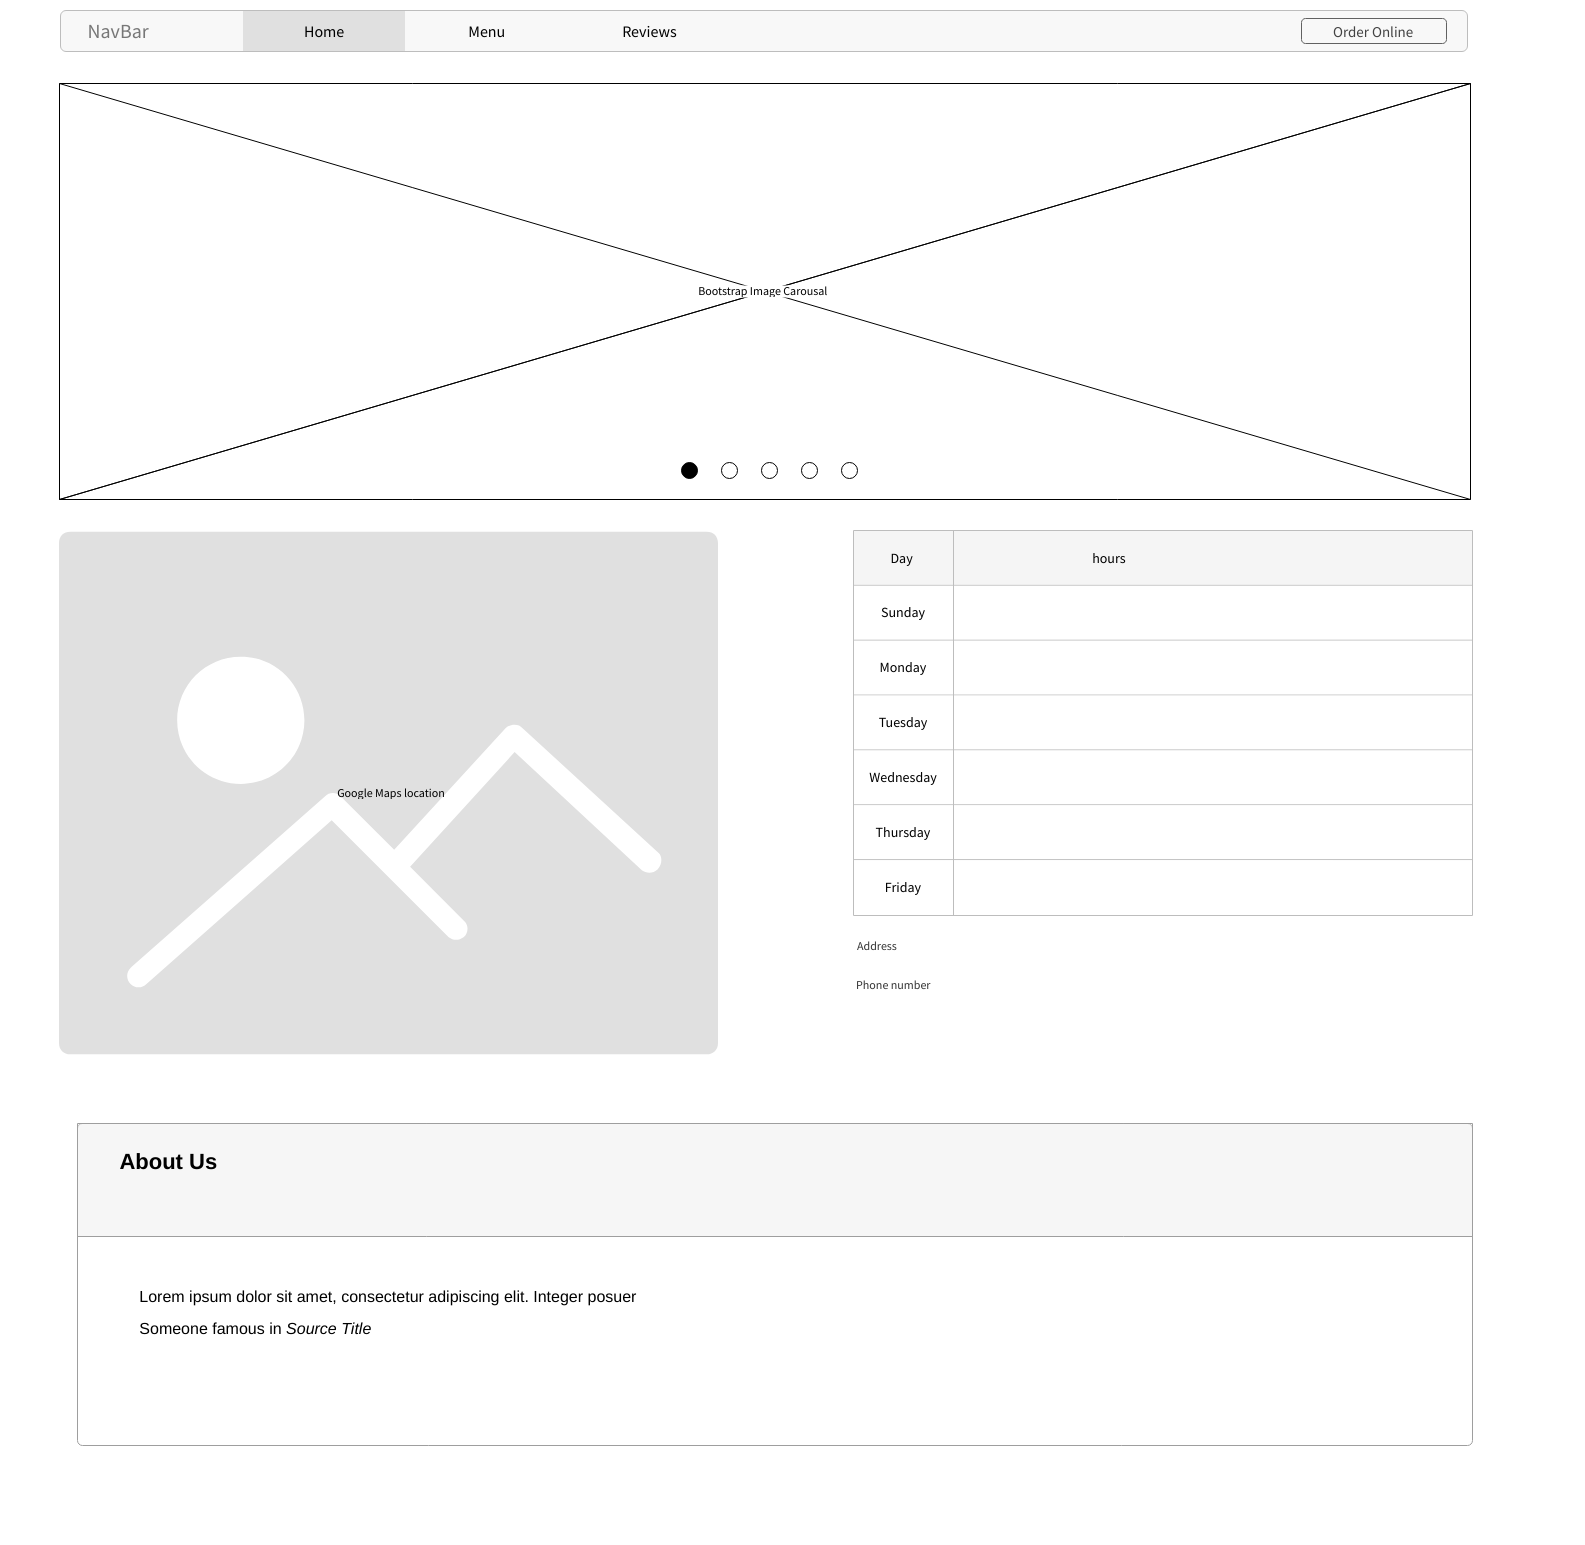 NavBar Home Menu Reviews Order Online
Bootstrap Image Carousal
Google Maps location
Day hours
Sunday
Monday
Tuesday
Wednesday
Thursday
Friday
Address
Phone number
About Us
Lorem ipsum dolor sit amet, consectetur adipiscing elit. Integer posuer
Someone famous in Source Title